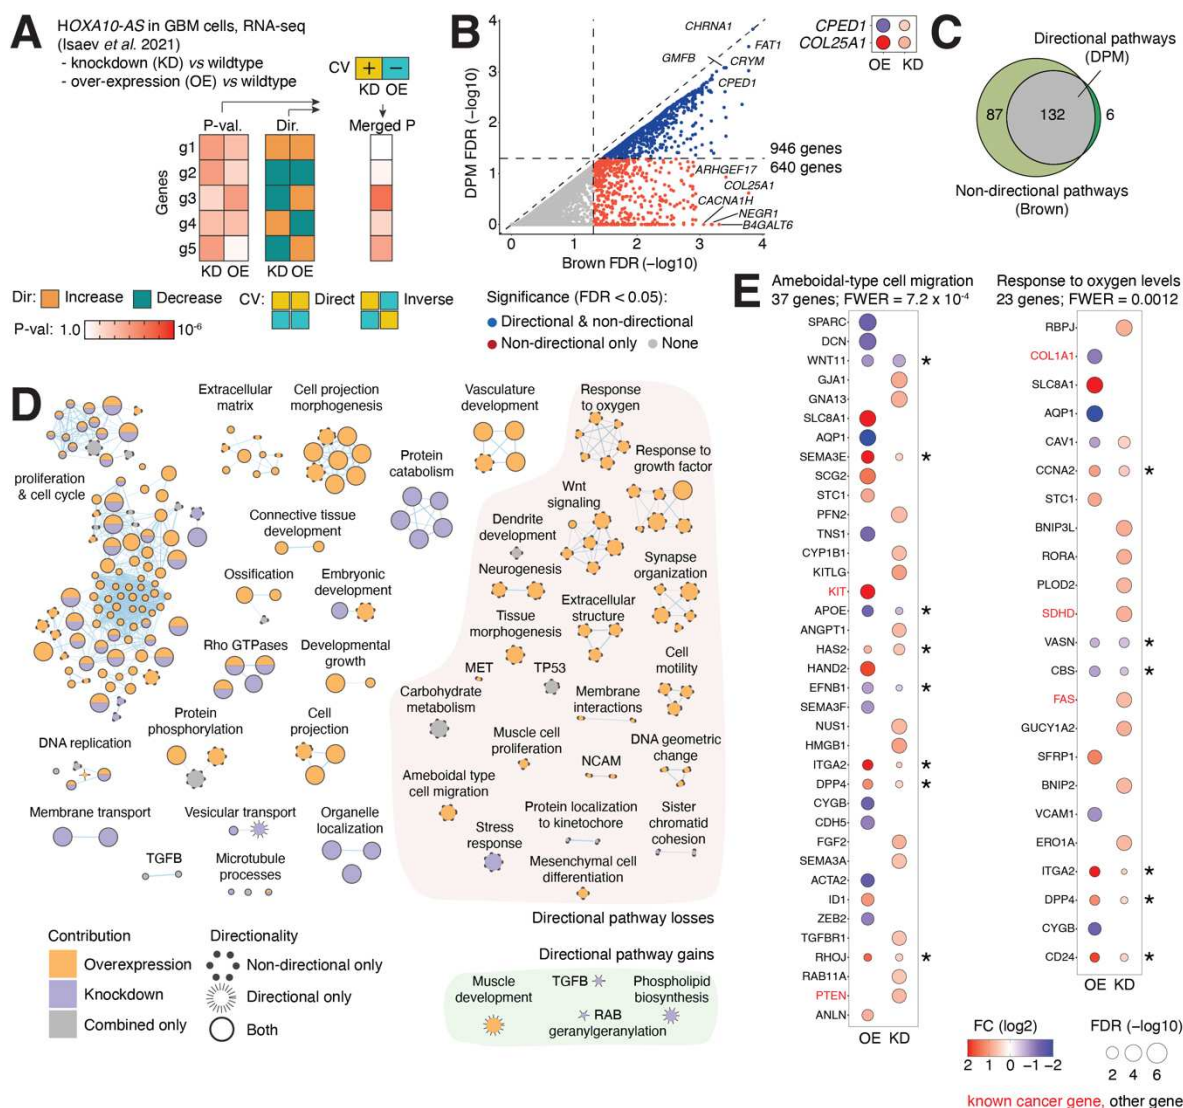 A
HOXA10-AS in GBM cells, RNA-seq
(Isaev et al. 2021)
- knockdown (KD) vs wildtype
- over-expression (OE) vs wildtype
CV
+
−
KD OE
P-val.
Dir.
Merged P
Genes
g1
g2
g3
g4
g5
KD OE
KD OE
Dir:
Increase
Decrease
CV:
Direct
Inverse
P-val:
1.0
10-6
B
DPM FDR (−log10)
4
3
2
1
0
0
1
2
3
4
Brown FDR (−log10)
CHRNA1
FAT1
GMFB
CRYM
CPED1
946 genes
640 genes
ARHGEF17
COL25A1
CACNA1H
NEGR1
B4GALT6
CPED1
COL25A1
OE KD
Significance (FDR < 0.05):
Directional & non-directional
Non-directional only
None
C
Directional pathways
(DPM)
87
132
6
Non-directional pathways
(Brown)
D
proliferation
& cell cycle
Extracellular
matrix
Cell projection
morphogenesis
Vasculature
development
Response
to oxygen
Protein
catabolism
Response to
growth factor
Wnt
signaling
Connective tissue
development
Dendrite
development
Neurogenesis
Synapse
organization
Ossification
Embryonic
development
Extracellular
structure
Tissue
morphogenesis
Rho GTPases
Developmental
growth
MET
TP53
Cell
motility
Carbohydrate
metabolism
Membrane
interactions
Protein
phosphorylation
Cell
projection
Muscle cell
proliferation
DNA geometric
change
DNA replication
NCAM
Ameboidal type
cell migration
Membrane transport
Vesicular transport
Organelle
localization
Protein localization
to kinetochore
Sister
chromatid
cohesion
Stress
response
TGFB
Microtubule
processes
Mesenchymal cell
differentiation
Directional pathway losses
Contribution
Overexpression
Knockdown
Combined only
Directionality
Non-directional only
Directional only
Both
Directional pathway gains
Muscle
development
TGFB
Phospholipid
biosynthesis
RAB
geranylgeranylation
E
Ameboidal-type cell migration
37 genes; FWER = 7.2 x 10-4
SPARC
DCN
WNT11 *
GJA1
GNA13
SLC8A1
AQP1
SEMA3E *
SCG2
STC1
PFN2
TNS1
CYP1B1
KITLG
KIT
APOE *
ANGPT1
HAS2 *
HAND2
EFNB1 *
SEMA3F
NUS1
HMGB1
ITGA2 *
DPP4 *
CYGB
CDH5
FGF2
SEMA3A
ACTA2
ID1
ZEB2
TGFBR1
RHOJ *
RAB11A
PTEN
ANLN
OE KD
Response to oxygen levels
23 genes; FWER = 0.0012
RBPJ
COL1A1
SLC8A1
AQP1
CAV1
CCNA2 *
STC1
BNIP3L
RORA
PLOD2
SDHD
VASN *
CBS *
FAS
GUCY1A2
SFRP1
BNIP2
VCAM1
ERO1A
ITGA2 *
DPP4 *
CYGB
CD24 *
OE KD
FC (log2)
2 1 0 −1 −2
FDR (−log10)
2 4 6
known cancer gene, other gene